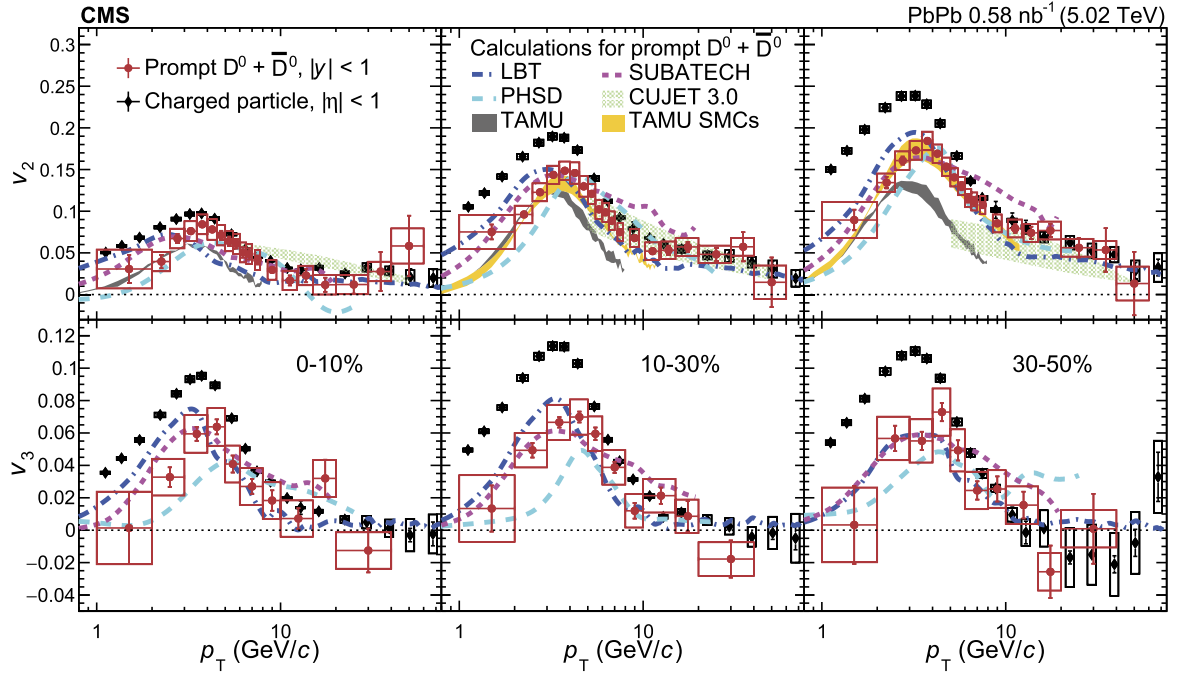 CMS
PbPb 0.58 nb⁻¹ (5.02 TeV)
0.3
0.25
0.2
0.15
0.1
0.05
0
v₂
Prompt D⁰ + D̅⁰, |y| < 1
Charged particle, |η| < 1
Calculations for prompt D⁰ + D̅⁰
LBT
SUBATECH
PHSD
CUJET 3.0
TAMU
TAMU SMCs
0.12
0.1
0.08
0.06
0.04
0.02
0
−0.02
−0.04
v₃
0-10%
10-30%
30-50%
1
10
1
10
1
10
p_T (GeV/c)
p_T (GeV/c)
p_T (GeV/c)